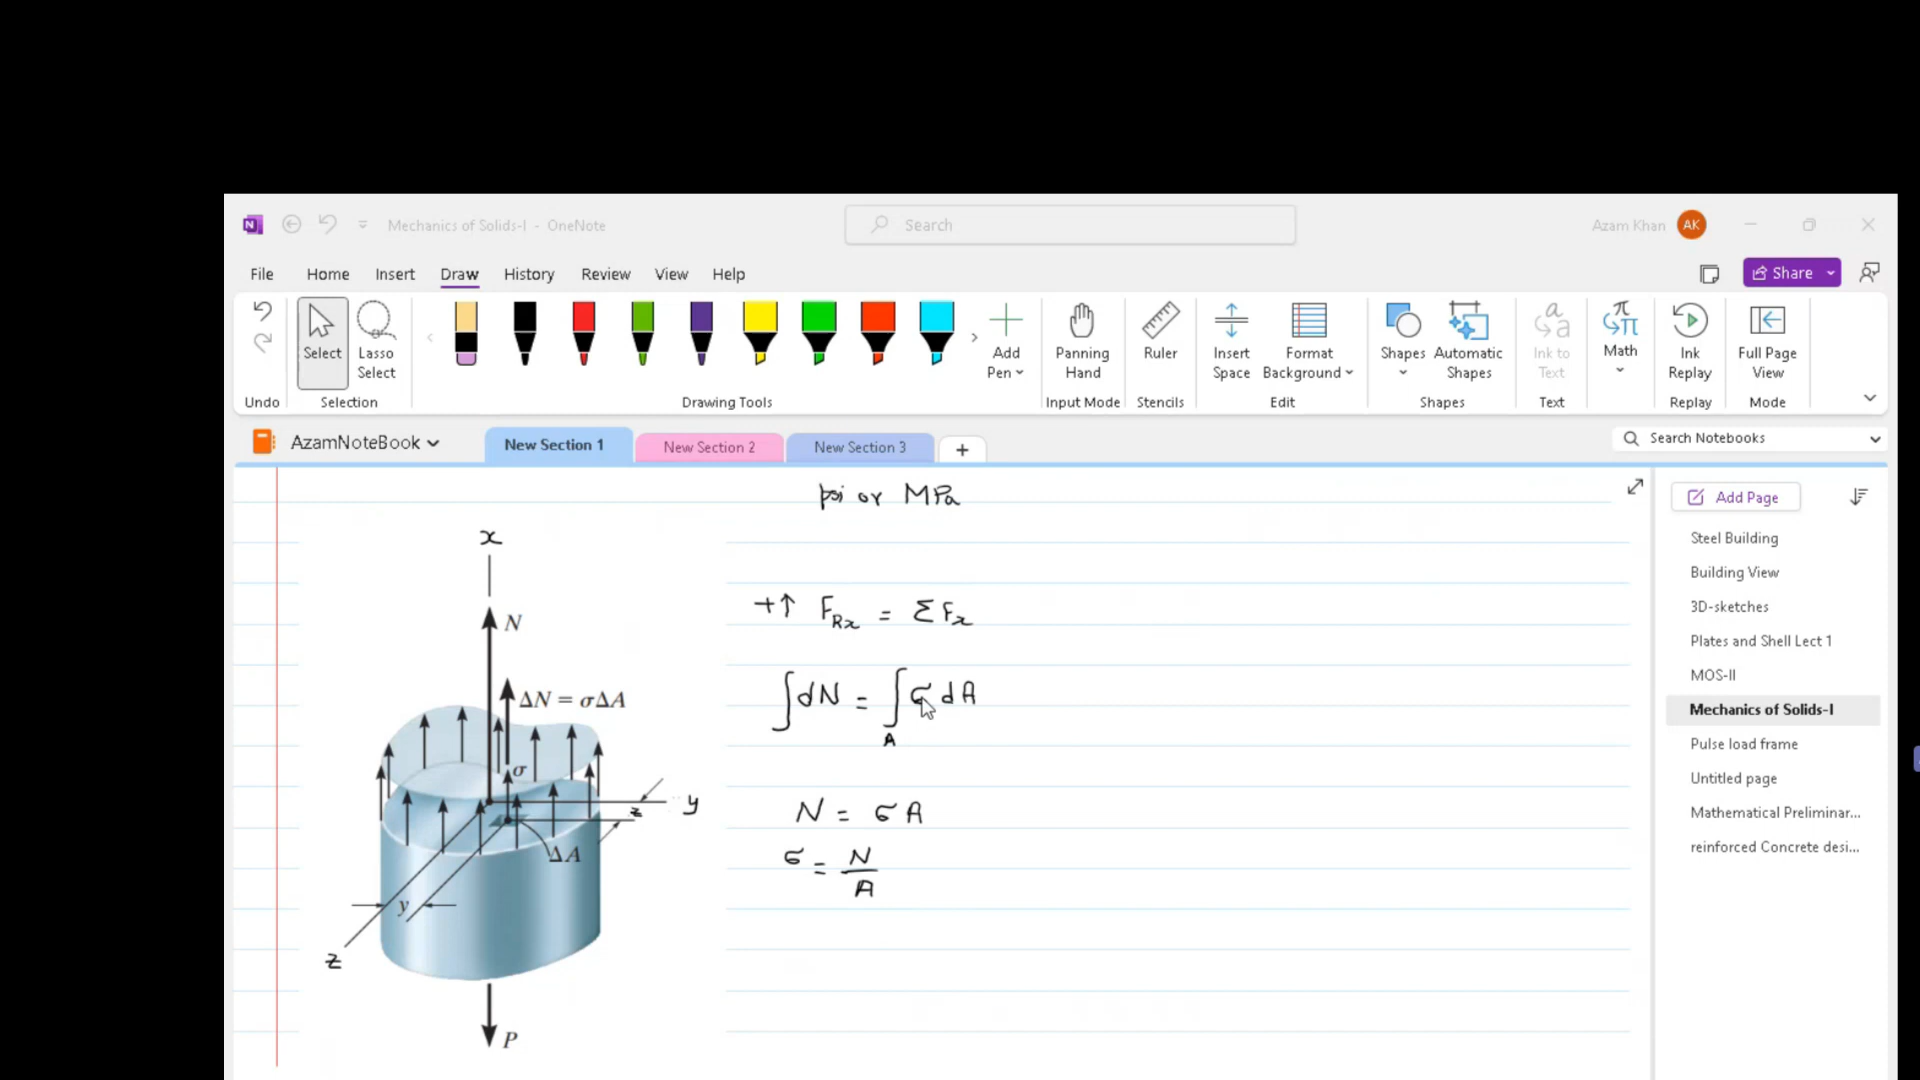 Mechanics of Solids-I - OneNote
Search
Azam Khan AK
File Home Insert Draw History Review View Help
Share
Select
Lasso Select
Add Pen
Panning Hand
Ruler
Insert Space
Format Background
Shapes
Automatic Shapes
Ink to Text
Math
Ink Replay
Full Page View
Undo Selection Drawing Tools Input Mode Stencils Edit Shapes Text Replay Mode
AzamNoteBook New Section 1 New Section 2 New Section 3 +
Search Notebooks
psi or MPa
Add Page
Steel Building
Building View
3D-sketches
Plates and Shell Lect 1
MOS-II
Mechanics of Solids-I
Pulse load frame
Untitled page
Mathematical Preliminar...
reinforced Concrete desi...
x
N
ΔN = σΔA
σ
y
z
ΔA
y
z
P
+↑ F_Rx = Σ F_x
∫ dN = ∫_A σ dA
N = σ A
σ = N / A